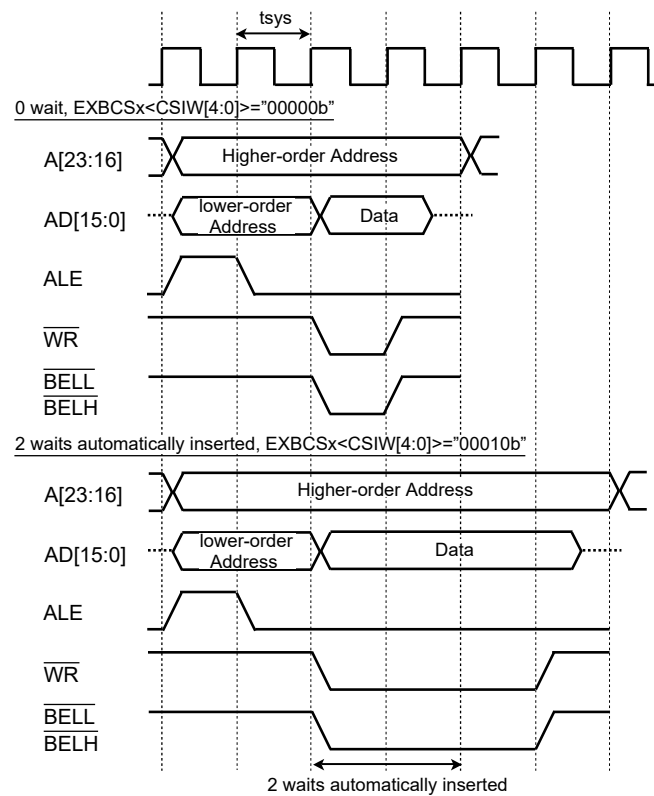 tsys
0 wait, EXBCSx<CSIW[4:0]>="00000b"
A[23:16]
Higher-order Address
AD[15:0]
lower-order
Address
Data
ALE
WR
BELL
BELH
2 waits automatically inserted, EXBCSx<CSIW[4:0]>="00010b"
A[23:16]
Higher-order Address
AD[15:0]
lower-order
Address
Data
ALE
WR
BELL
BELH
2 waits automatically inserted